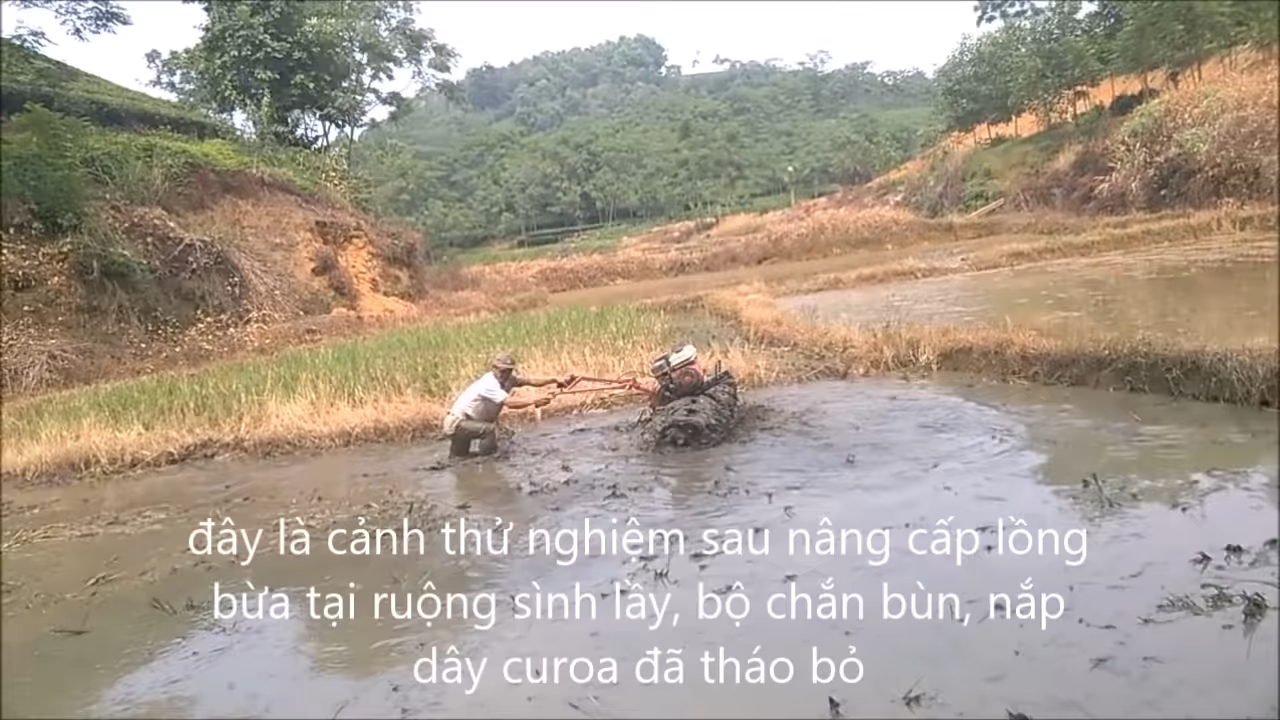 đây là cảnh thử nghiệm sau nâng cấp lồng
bừa tại ruộng sình lầy, bộ chắn bùn, nắp
dây curoa đã tháo bỏ